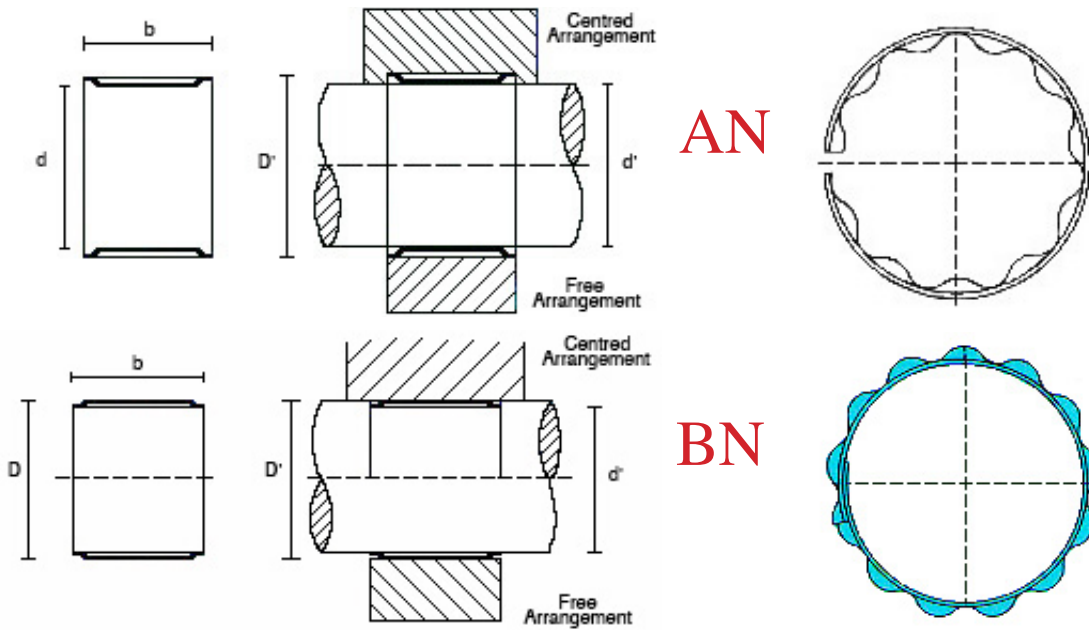 b
d
D'
Centred
Arrangement
d'
Free
Arrangement
AN
b
D
D'
Centred
Arrangement
d'
Free
Arrangement
BN